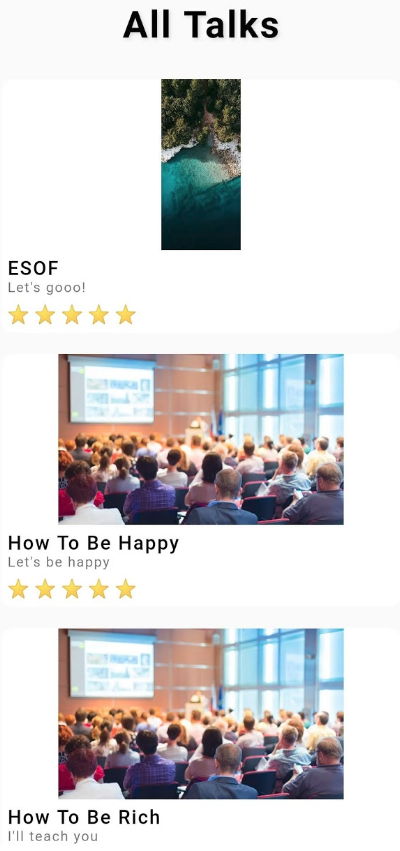 All Talks
ESOF
Let's gooo!
How To Be Happy
Let's be happy
How To Be Rich
I'll teach you